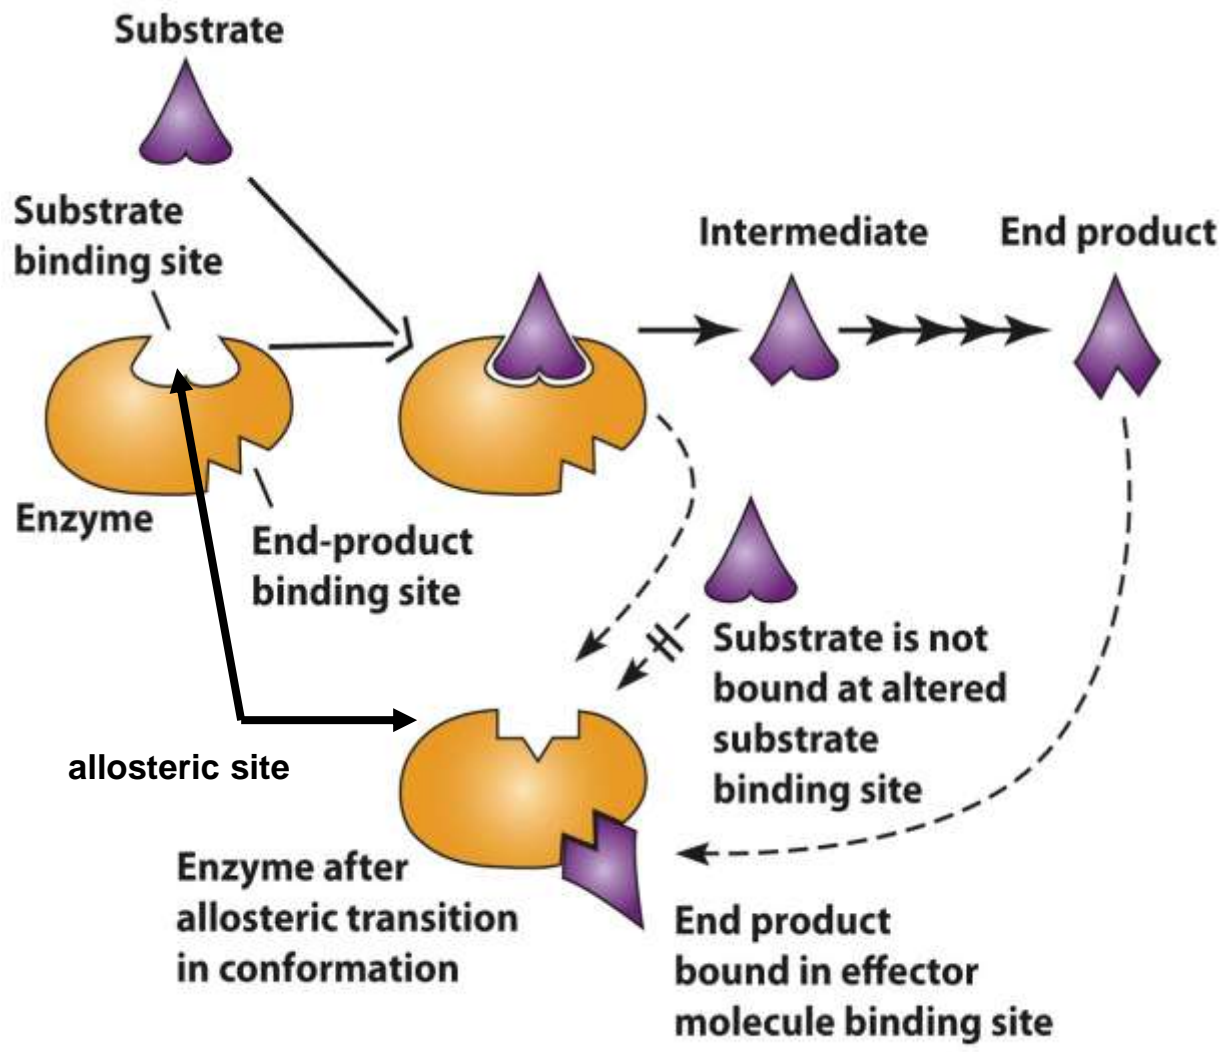 Substrate
Substrate
binding site
Intermediate
End product
Enzyme
End-product
binding site
Substrate is not
bound at altered
substrate
binding site
allosteric site
Enzyme after
allosteric transition
in conformation
End product
bound in effector
molecule binding site